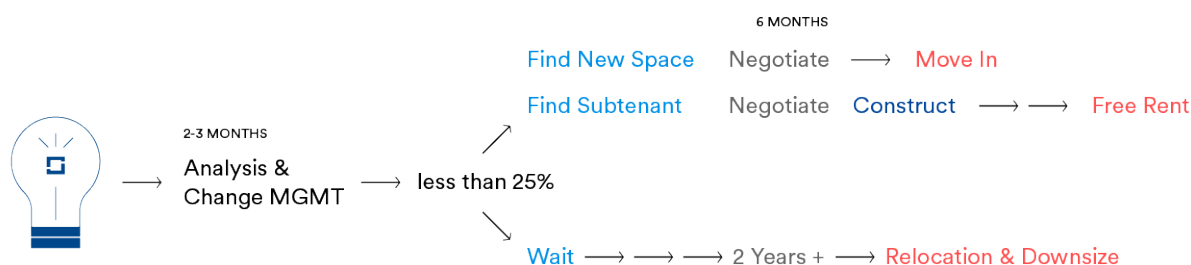 6 MONTHS
Find New Space Negotiate Move In
Find Subtenant Negotiate Construct Free Rent
2-3 MONTHS
Analysis &
Change MGMT
less than 25%
Wait 2 Years + Relocation & Downsize